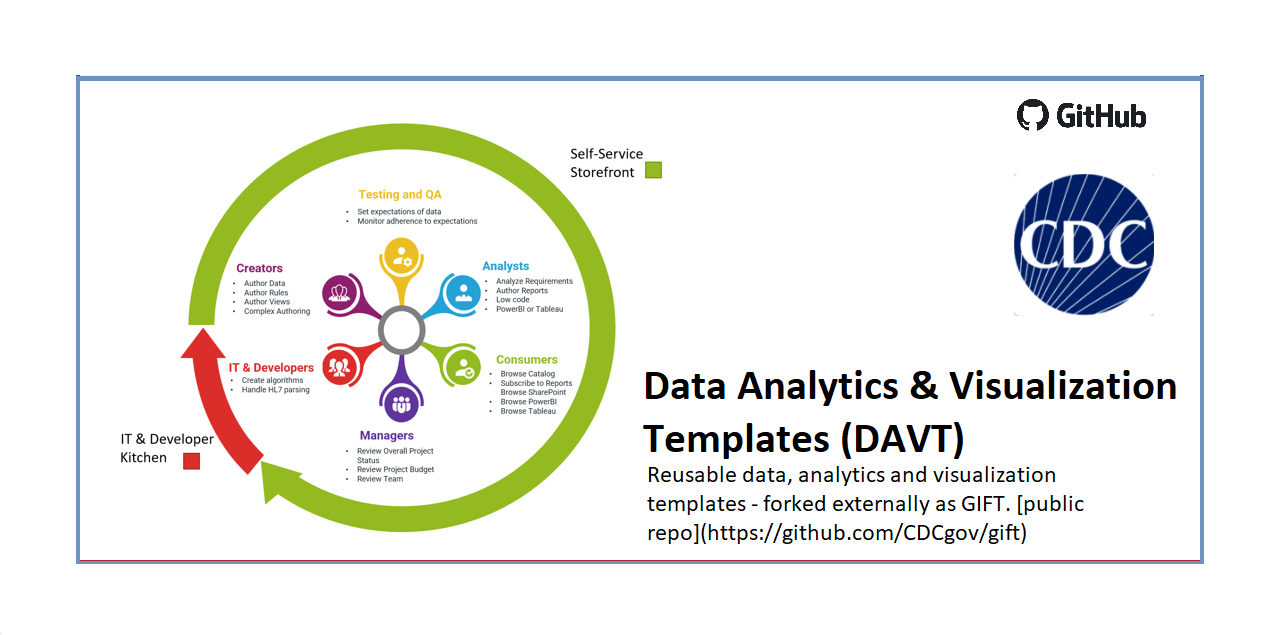 GitHub
CDC
Self-Service
Storefront
Testing and QA
• Set expectations of data
• Monitor adherence to expectations
Creators
• Author Data
• Author Rules
• Author Views
• Complex Authoring
Analysts
• Analyze Requirements
• Author Reports
• Low code
• PowerBI or Tableau
IT & Developers
• Create algorithms
• Handle HL7 parsing
Consumers
• Browse Catalog
• Subscribe to Reports
Browse SharePoint
• Browse PowerBI
• Browse Tableau
Managers
• Review Overall Project
Status
• Review Project Budget
• Review Team
IT & Developer
Kitchen
Data Analytics & Visualization
Templates (DAVT)
Reusable data, analytics and visualization
templates - forked externally as GIFT. [public
repo](https://github.com/CDCgov/gift)